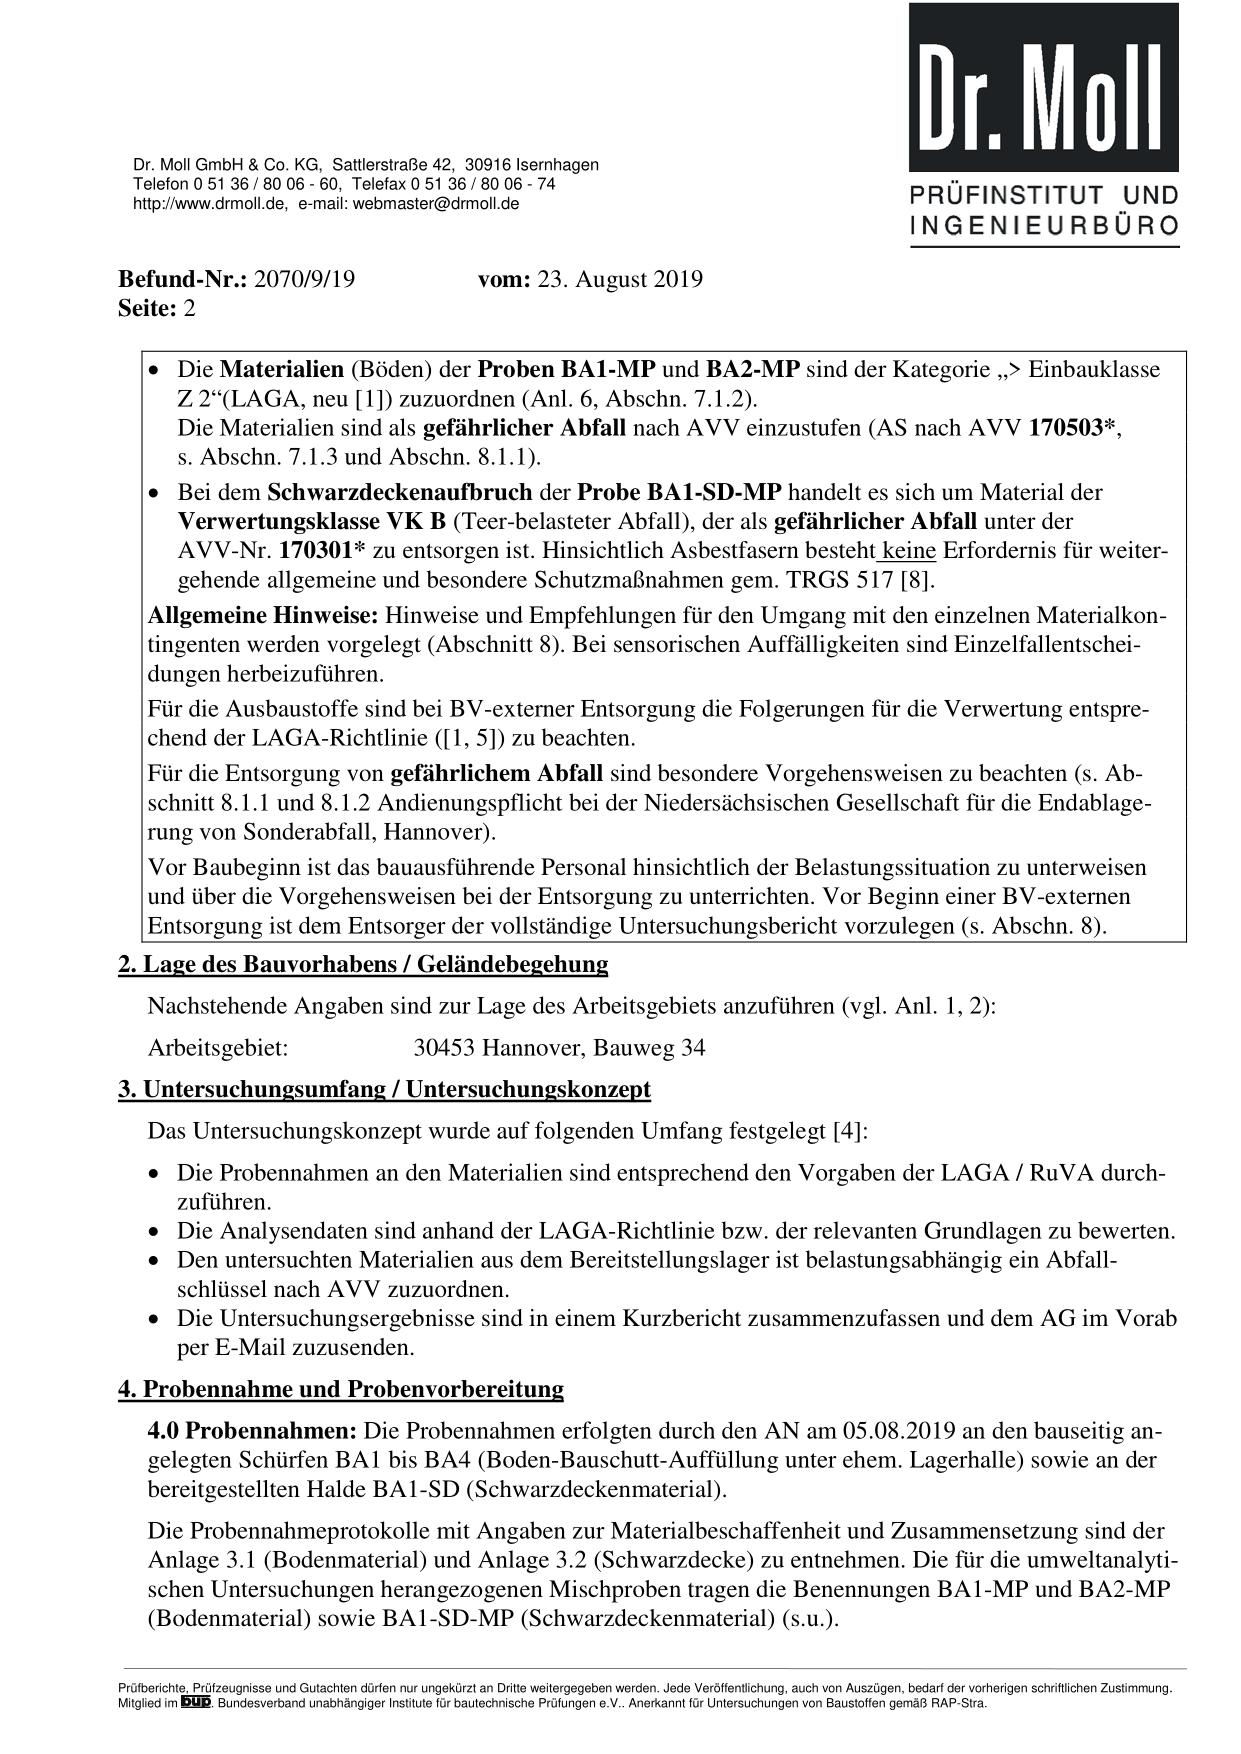 Dr. Moll
PRÜFINSTITUT UND
INGENIEURBÜRO
Dr. Moll GmbH & Co. KG, Sattlerstraße 42, 30916 Isernhagen
Telefon 0 51 36 / 80 06 - 60, Telefax 0 51 36 / 80 06 - 74
http://www.drmoll.de, e-mail: webmaster@drmoll.de
Befund-Nr.: 2070/9/19 vom: 23. August 2019
Seite: 2
• Die Materialien (Böden) der Proben BA1-MP und BA2-MP sind der Kategorie „> Einbauklasse
Z 2“(LAGA, neu [1]) zuzuordnen (Anl. 6, Abschn. 7.1.2).
Die Materialien sind als gefährlicher Abfall nach AVV einzustufen (AS nach AVV 170503*,
s. Abschn. 7.1.3 und Abschn. 8.1.1).
• Bei dem Schwarzdeckenaufbruch der Probe BA1-SD-MP handelt es sich um Material der
Verwertungsklasse VK B (Teer-belasteter Abfall), der als gefährlicher Abfall unter der
AVV-Nr. 170301* zu entsorgen ist. Hinsichtlich Asbestfasern besteht keine Erfordernis für weiter-
gehende allgemeine und besondere Schutzmaßnahmen gem. TRGS 517 [8].
Allgemeine Hinweise: Hinweise und Empfehlungen für den Umgang mit den einzelnen Materialkon-
tingenten werden vorgelegt (Abschnitt 8). Bei sensorischen Auffälligkeiten sind Einzelfallentschei-
dungen herbeizuführen.
Für die Ausbaustoffe sind bei BV-externer Entsorgung die Folgerungen für die Verwertung entspre-
chend der LAGA-Richtlinie ([1, 5]) zu beachten.
Für die Entsorgung von gefährlichem Abfall sind besondere Vorgehensweisen zu beachten (s. Ab-
schnitt 8.1.1 und 8.1.2 Andienungspflicht bei der Niedersächsischen Gesellschaft für die Endablage-
rung von Sonderabfall, Hannover).
Vor Baubeginn ist das bauausführende Personal hinsichtlich der Belastungssituation zu unterweisen
und über die Vorgehensweisen bei der Entsorgung zu unterrichten. Vor Beginn einer BV-externen
Entsorgung ist dem Entsorger der vollständige Untersuchungsbericht vorzulegen (s. Abschn. 8).
2. Lage des Bauvorhabens / Geländebegehung
Nachstehende Angaben sind zur Lage des Arbeitsgebiets anzuführen (vgl. Anl. 1, 2):
Arbeitsgebiet: 30453 Hannover, Bauweg 34
3. Untersuchungsumfang / Untersuchungskonzept
Das Untersuchungskonzept wurde auf folgenden Umfang festgelegt [4]:
• Die Probennahmen an den Materialien sind entsprechend den Vorgaben der LAGA / RuVA durch-
zuführen.
• Die Analysendaten sind anhand der LAGA-Richtlinie bzw. der relevanten Grundlagen zu bewerten.
• Den untersuchten Materialien aus dem Bereitstellungslager ist belastungsabhängig ein Abfall-
schlüssel nach AVV zuzuordnen.
• Die Untersuchungsergebnisse sind in einem Kurzbericht zusammenzufassen und dem AG im Vorab
per E-Mail zuzusenden.
4. Probennahme und Probenvorbereitung
4.0 Probennahmen: Die Probennahmen erfolgten durch den AN am 05.08.2019 an den bauseitig an-
gelegten Schürfen BA1 bis BA4 (Boden-Bauschutt-Auffüllung unter ehem. Lagerhalle) sowie an der
bereitgestellten Halde BA1-SD (Schwarzdeckenmaterial).
Die Probennahmeprotokolle mit Angaben zur Materialbeschaffenheit und Zusammensetzung sind der
Anlage 3.1 (Bodenmaterial) und Anlage 3.2 (Schwarzdecke) zu entnehmen. Die für die umweltanalyti-
schen Untersuchungen herangezogenen Mischproben tragen die Benennungen BA1-MP und BA2-MP
(Bodenmaterial) sowie BA1-SD-MP (Schwarzdeckenmaterial) (s.u.).
Prüfberichte, Prüfzeugnisse und Gutachten dürfen nur ungekürzt an Dritte weitergegeben werden. Jede Veröffentlichung, auch von Auszügen, bedarf der vorherigen schriftlichen Zustimmung.
Mitglied im bup. Bundesverband unabhängiger Institute für bautechnische Prüfungen e.V.. Anerkannt für Untersuchungen von Baustoffen gemäß RAP-Stra.